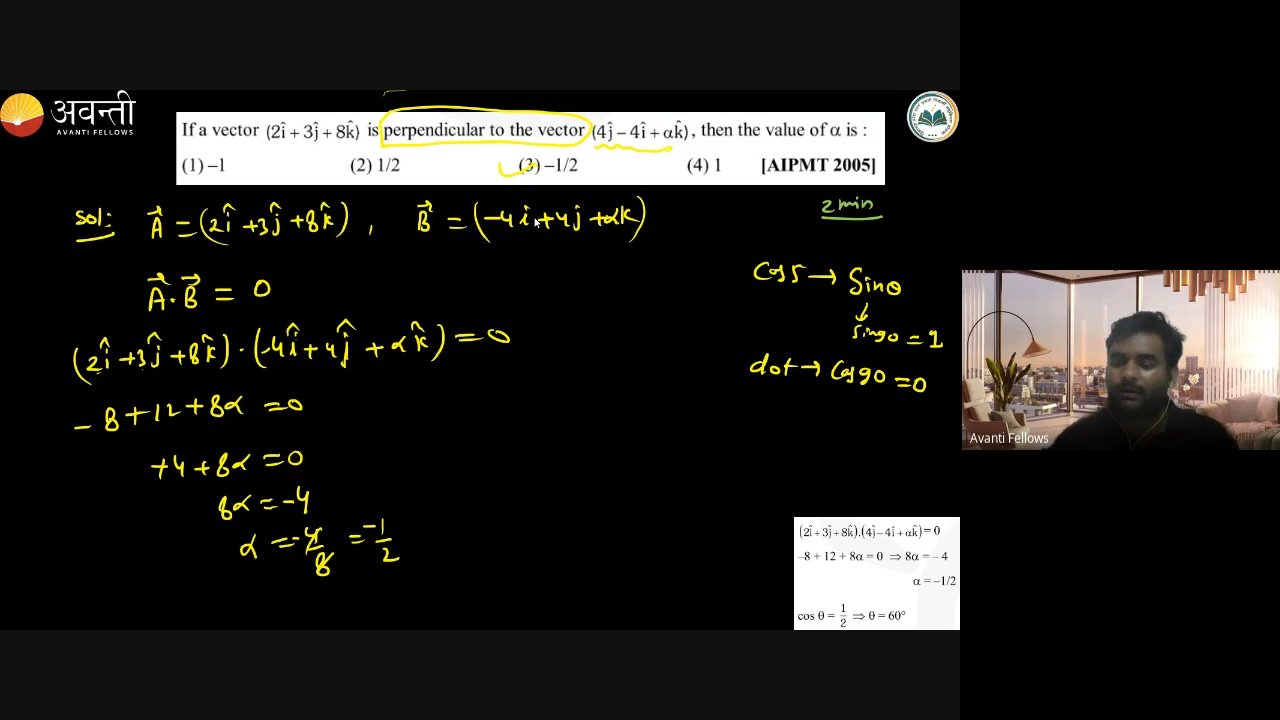 अवन्ती
AVANTI FELLOWS
If a vector (2î + 3ĵ + 8k̂) is perpendicular to the vector (4ĵ – 4î + αk̂), then the value of α is :
(1) –1 (2) 1/2 (3) –1/2 (4) 1 [AIPMT 2005]
2 min
Sol: A⃗ = (2î + 3ĵ + 8k̂) , B⃗ = (-4i + 4j + αk)
A⃗ . B⃗ = 0
(2î + 3ĵ + 8k̂) . (-4î + 4ĵ + αk̂) = 0
- 8 + 12 + 8α = 0
+4 + 8α = 0
8α = -4
α = -4/8 = -1/2
→ Sinθ
↓
Sin90 = 1
dot → Cos90 = 0
Avanti Fellows
(2î + 3ĵ + 8k̂).(4ĵ – 4î + αk̂) = 0
–8 + 12 + 8α = 0 ⇒ 8α = – 4
α = –1/2
cos θ = 1/2 ⇒ θ = 60°